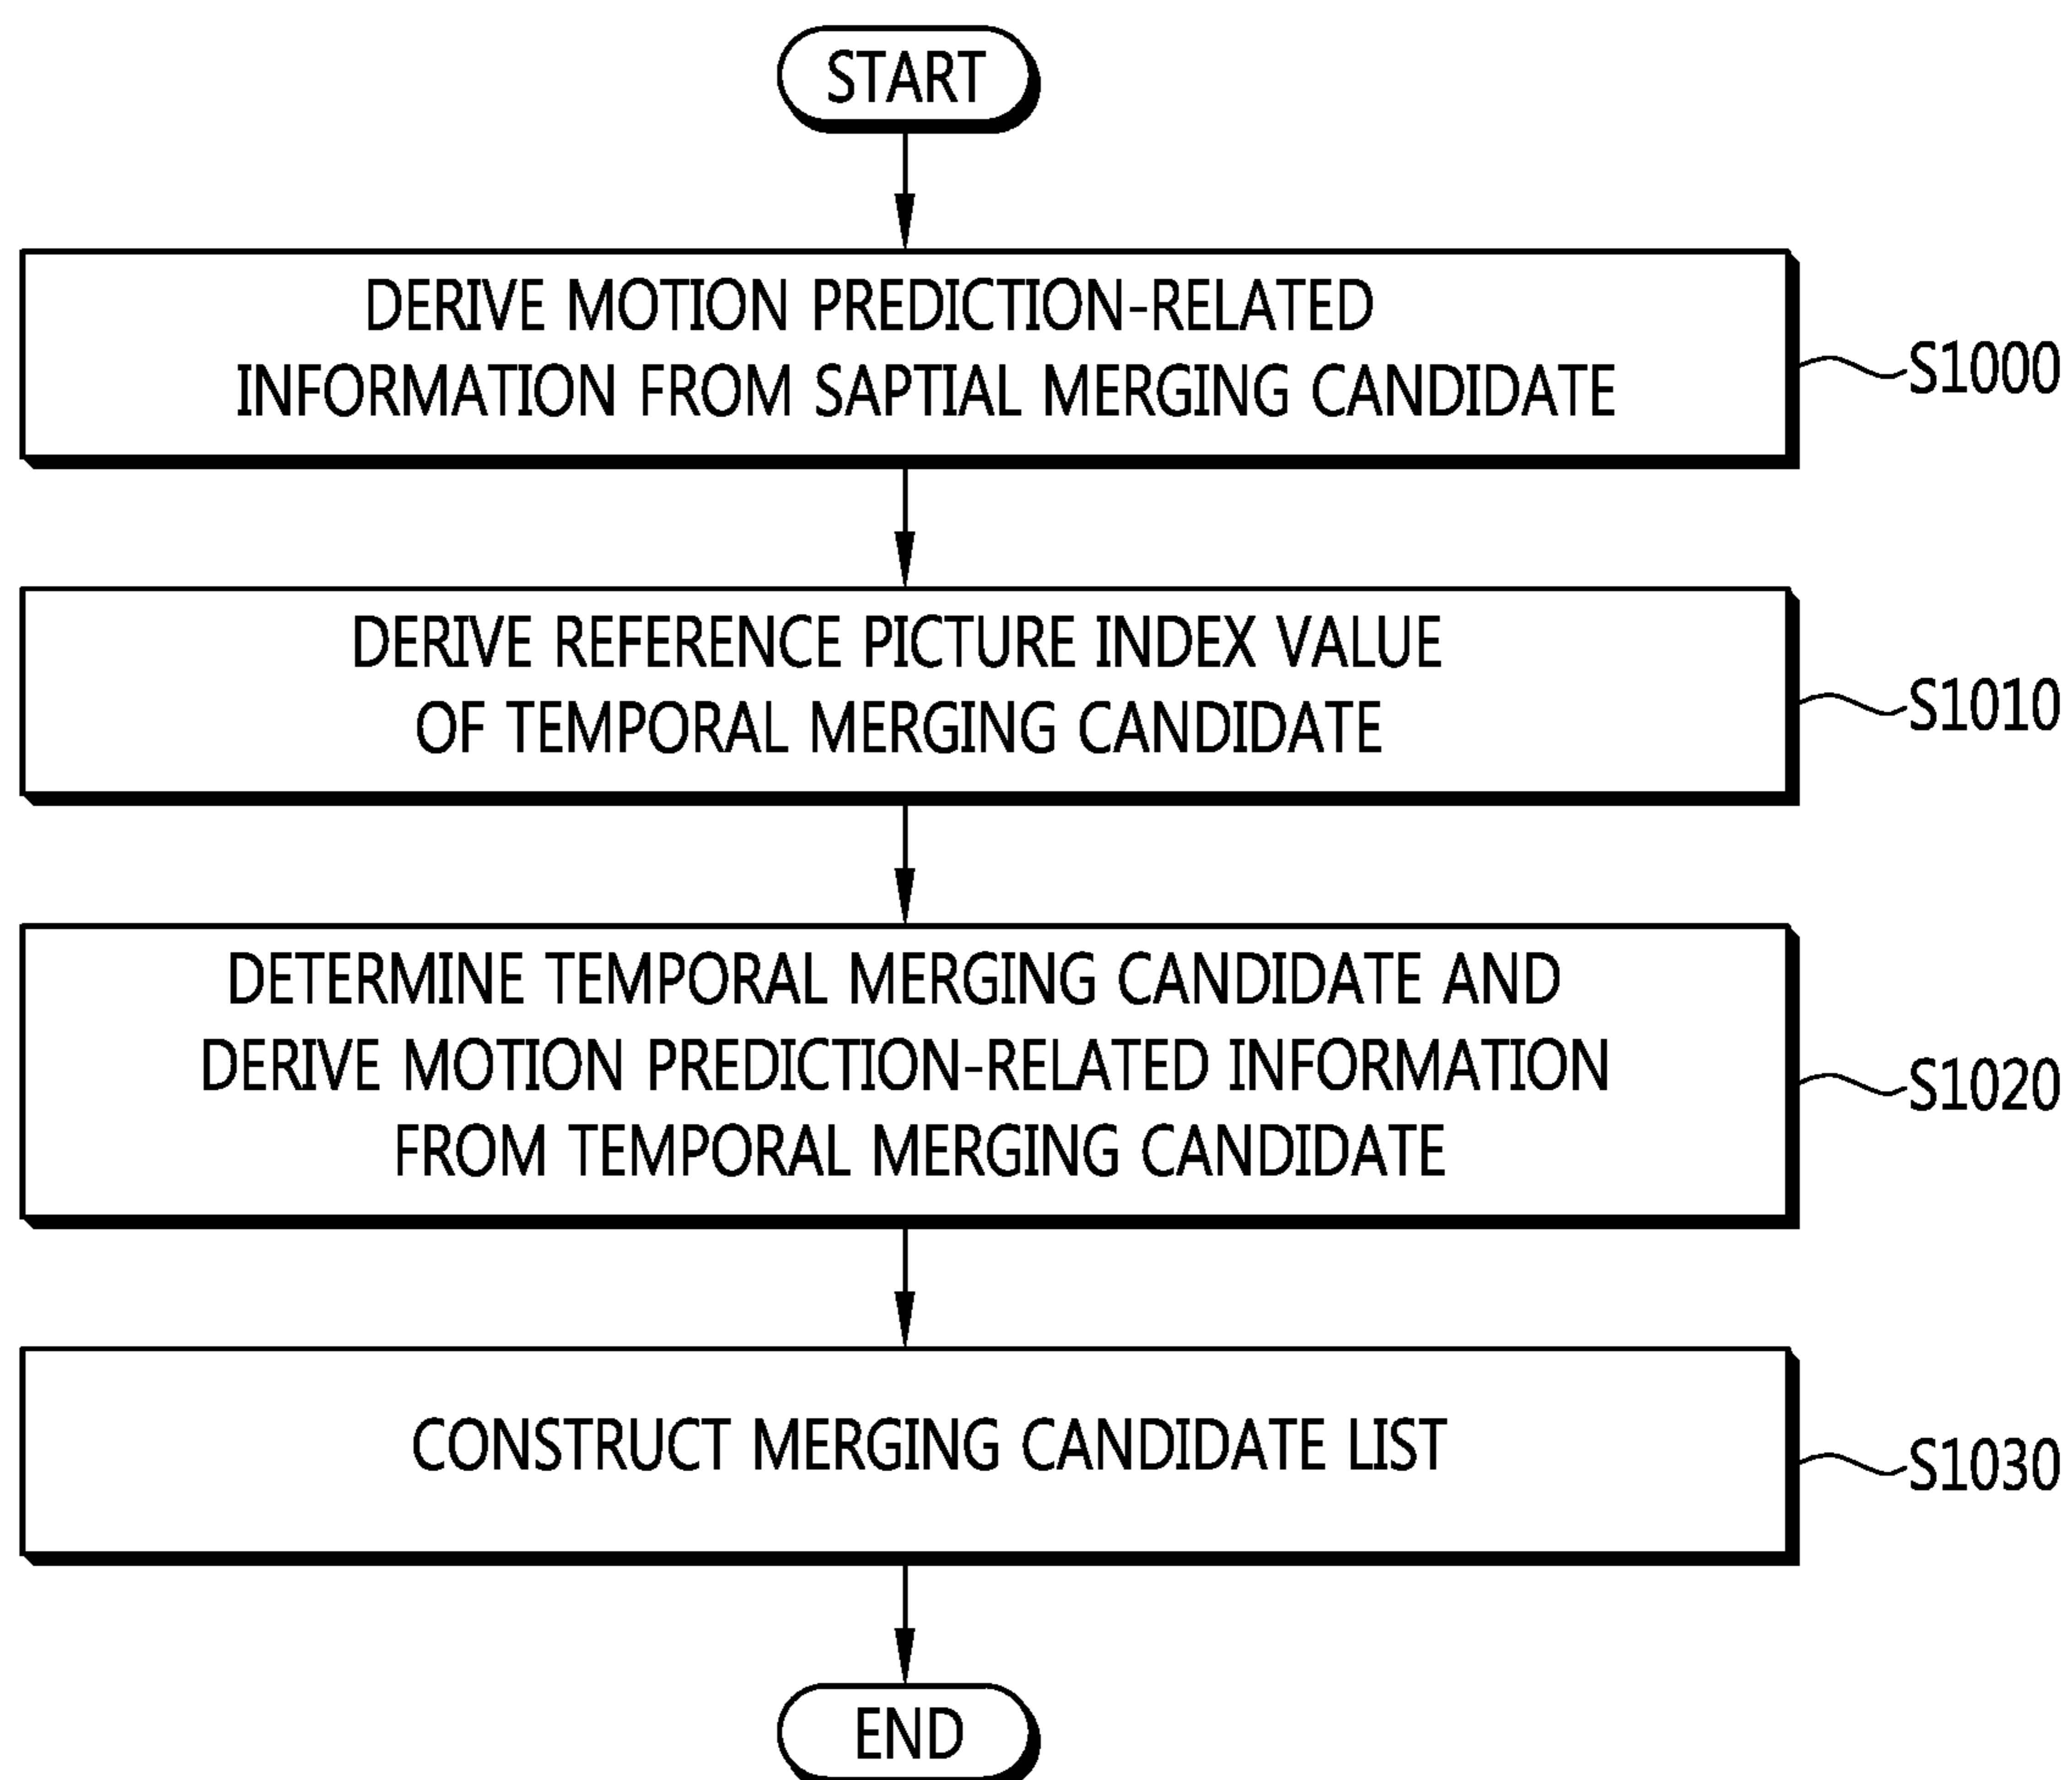 START
DERIVE MOTION PREDICTION-RELATED
INFORMATION FROM SAPTIAL MERGING CANDIDATE
S1000
DERIVE REFERENCE PICTURE INDEX VALUE
OF TEMPORAL MERGING CANDIDATE
S1010
DETERMINE TEMPORAL MERGING CANDIDATE AND
DERIVE MOTION PREDICTION-RELATED INFORMATION
FROM TEMPORAL MERGING CANDIDATE
S1020
CONSTRUCT MERGING CANDIDATE LIST
S1030
END